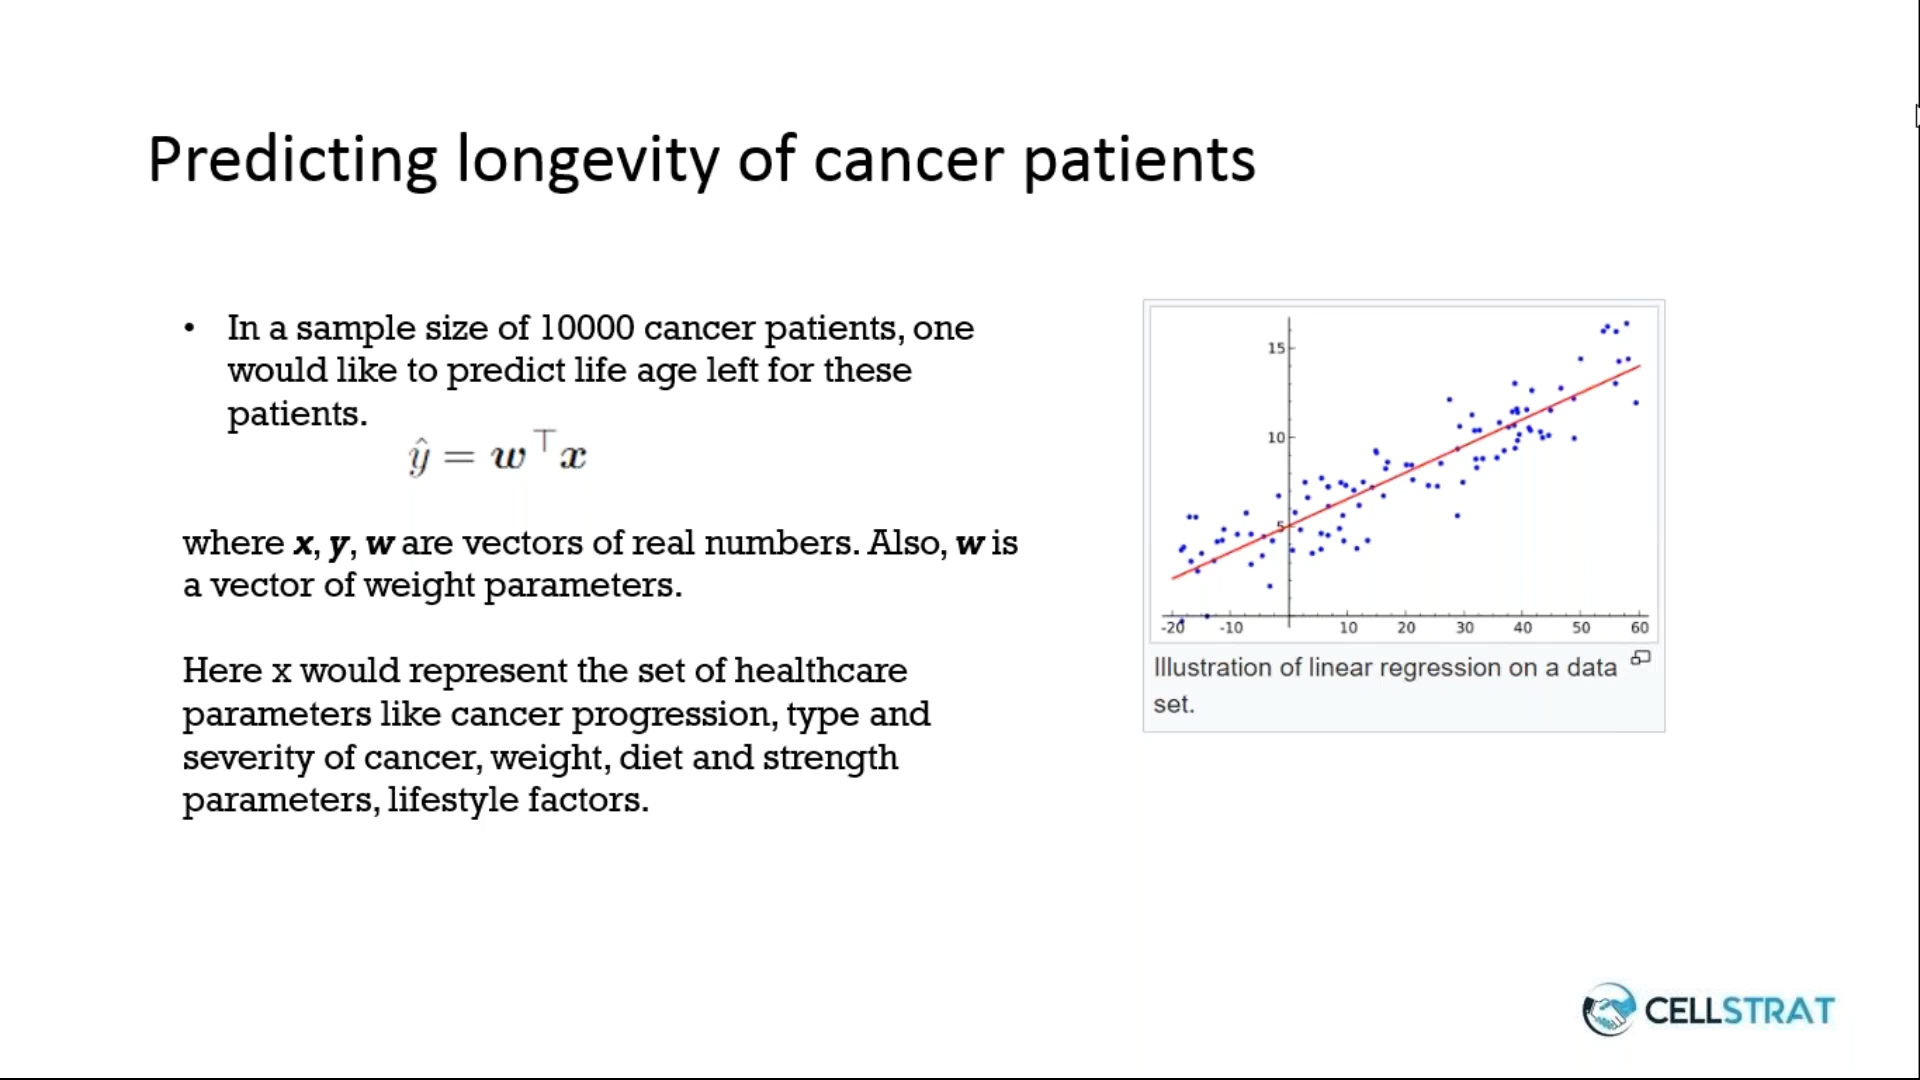 Predicting longevity of cancer patients
• In a sample size of 10000 cancer patients, one
would like to predict life age left for these
patients.
ŷ = w⊤x
where x, y, w are vectors of real numbers. Also, w is
a vector of weight parameters.
Here x would represent the set of healthcare
parameters like cancer progression, type and
severity of cancer, weight, diet and strength
parameters, lifestyle factors.
15
10
5
-20 -10 10 20 30 40 50 60
Illustration of linear regression on a data
set.
CELLSTRAT